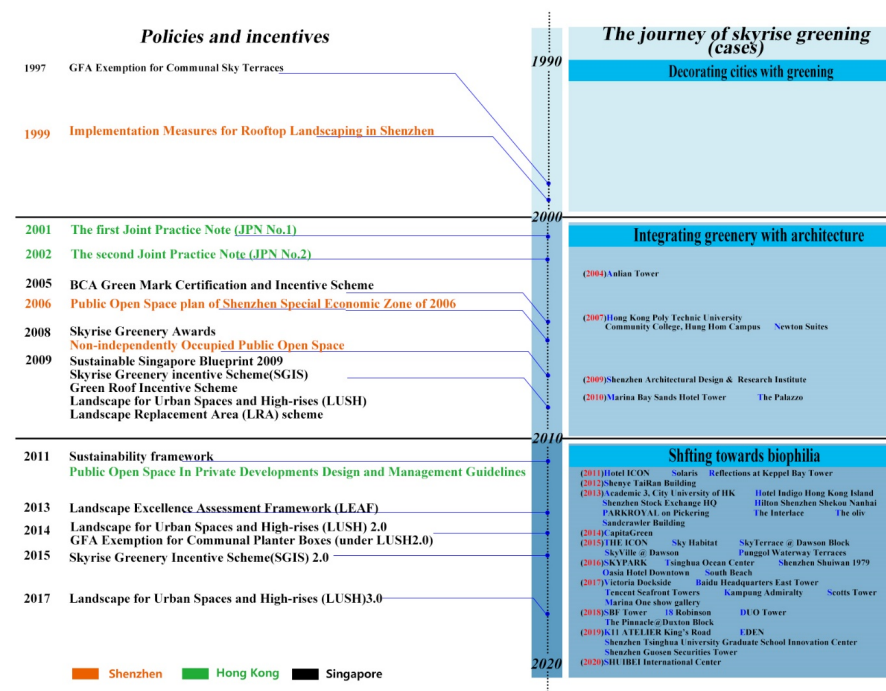 Policies and incentives
1997 GFA Exemption for Communal Sky Terraces
1999 Implementation Measures for Rooftop Landscaping in Shenzhen
2001 The first Joint Practice Note (JPN No.1)
2002 The second Joint Practice Note (JPN No.2)
2005 BCA Green Mark Certification and Incentive Scheme
2006 Public Open Space plan of Shenzhen Special Economic Zone of 2006
2008 Skyrise Greenery Awards
Non-independently Occupied Public Open Space
2009 Sustainable Singapore Blueprint 2009
Skyrise Greenery incentive Scheme(SGIS)
Green Roof Incentive Scheme
Landscape for Urban Spaces and High-rises (LUSH)
Landscape Replacement Area (LRA) scheme
2011 Sustainability framework
Public Open Space In Private Developments Design and Management Guidelines
2013 Landscape Excellence Assessment Framework (LEAF)
2014 Landscape for Urban Spaces and High-rises (LUSH) 2.0
GFA Exemption for Communal Planter Boxes (under LUSH2.0)
2015 Skyrise Greenery Incentive Scheme(SGIS) 2.0
2017 Landscape for Urban Spaces and High-rises (LUSH)3.0
Shenzhen Hong Kong Singapore
1990
2000
2010
2020
The journey of skyrise greening
(cases)
Decorating cities with greening
Integrating greenery with architecture
(2004)Anlian Tower
(2007)Hong Kong Poly Technic University
Community College, Hung Hom Campus Newton Suites
(2009)Shenzhen Architectural Design & Research Institute
(2010)Marina Bay Sands Hotel Tower The Palazzo
Shfting towards biophilia
(2011)Hotel ICON Solaris Reflections at Keppel Bay Tower
(2012)Shenye TaiRan Building
(2013)Academic 3, City University of HK Hotel Indigo Hong Kong Island
Shenzhen Stock Exchange HQ Hilton Shenzhen Shekou Nanhai
PARKROYAL on Pickering The Interlace The oliv
Sandcrawler Building
(2014)CapitaGreen
(2015)THE ICON Sky Habitat SkyTerrace @ Dawson Block
SkyVille @ Dawson Punggol Waterway Terraces
(2016)SKYPARK Tsinghua Ocean Center Shenzhen Shuiwan 1979
Oasia Hotel Downtown South Beach
(2017)Victoria Dockside Baidu Headquarters East Tower
Tencent Seafront Towers Kampung Admiralty Scotts Tower
Marina One show gallery
(2018)SBF Tower 18 Robinson DUO Tower
The Pinnacle@Duxton Block
(2019)K11 ATELIER King's Road EDEN
Shenzhen Tsinghua University Graduate School Innovation Center
Shenzhen Guosen Securities Tower
(2020)SHUIBEI International Center